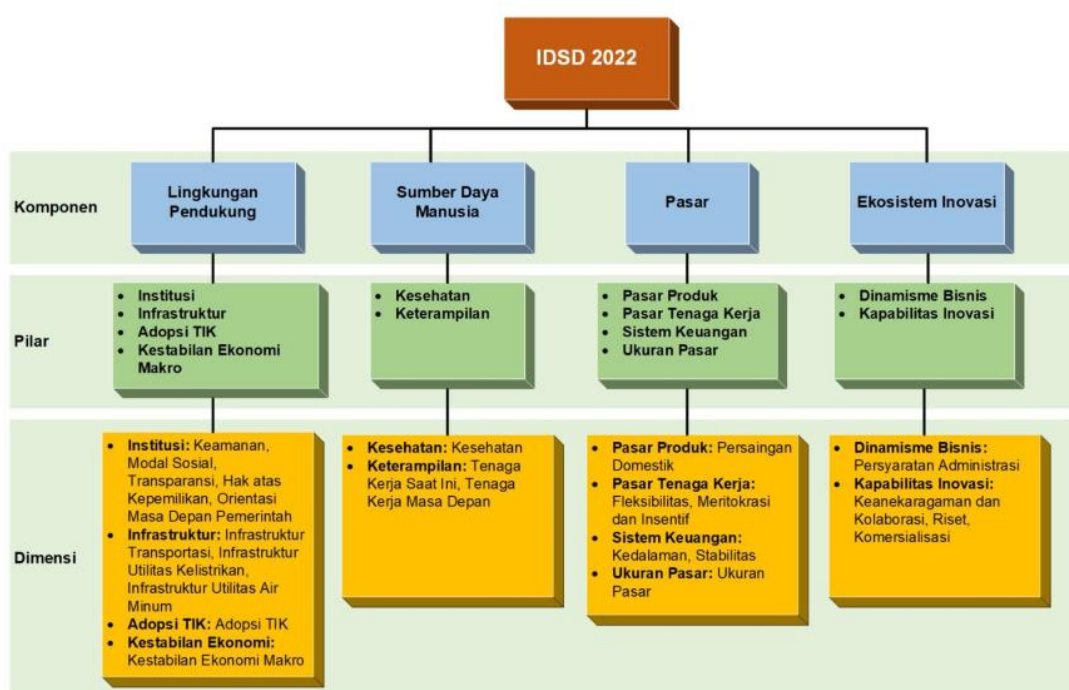 IDSD 2022
Komponen
Lingkungan
Pendukung
Sumber Daya
Manusia
Pasar
Ekosistem Inovasi
Pilar
• Institusi
• Infrastruktur
• Adopsi TIK
• Kestabilan Ekonomi
Makro
• Kesehatan
• Keterampilan
• Pasar Produk
• Pasar Tenaga Kerja
• Sistem Keuangan
• Ukuran Pasar
• Dinamisme Bisnis
• Kapabilitas Inovasi
Dimensi
• Institusi: Keamanan,
Modal Sosial,
Transparansi, Hak atas
Kepemilikan, Orientasi
Masa Depan Pemerintah
• Infrastruktur: Infrastruktur
Transportasi, Infrastruktur
Utilitas Kelistrikan,
Infrastruktur Utilitas Air
Minum
• Adopsi TIK: Adopsi TIK
• Kestabilan Ekonomi:
Kestabilan Ekonomi Makro
• Kesehatan: Kesehatan
• Keterampilan: Tenaga
Kerja Saat Ini, Tenaga
Kerja Masa Depan
• Pasar Produk: Persaingan
Domestik
• Pasar Tenaga Kerja:
Fleksibilitas, Meritokrasi
dan Insentif
• Sistem Keuangan:
Kedalaman, Stabilitas
• Ukuran Pasar: Ukuran
Pasar
• Dinamisme Bisnis:
Persyaratan Administrasi
• Kapabilitas Inovasi:
Keanekaragaman dan
Kolaborasi, Riset,
Komersialisasi